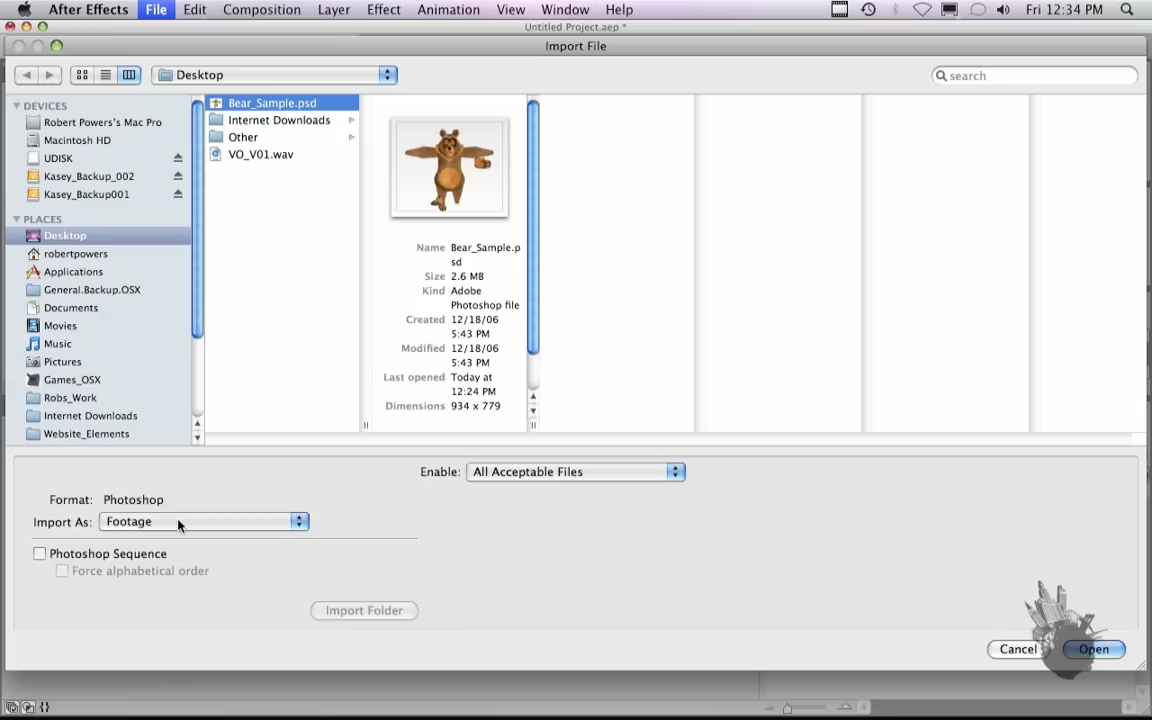 After Effects File Edit Composition Layer Effect Animation View Window Help Fri 12:34 PM
Untitled Project.aep *
Import File
Desktop
search
DEVICES
Robert Powers's Mac Pro
Macintosh HD
UDISK
Kasey_Backup_002
Kasey_Backup001
PLACES
Desktop
robertpowers
Applications
General.Backup.OSX
Documents
Movies
Music
Pictures
Games_OSX
Robs_Work
Internet Downloads
Website_Elements
Bear_Sample.psd
Internet Downloads
Other
VO_V01.wav
Name Bear_Sample.p
sd
Size 2.6 MB
Kind Adobe
Photoshop file
Created 12/18/06
5:43 PM
Modified 12/18/06
5:43 PM
Last opened Today at
12:24 PM
Dimensions 934 x 779
Enable: All Acceptable Files
Format: Photoshop
Import As: Footage
Photoshop Sequence
Force alphabetical order
Import Folder
Cancel
Open